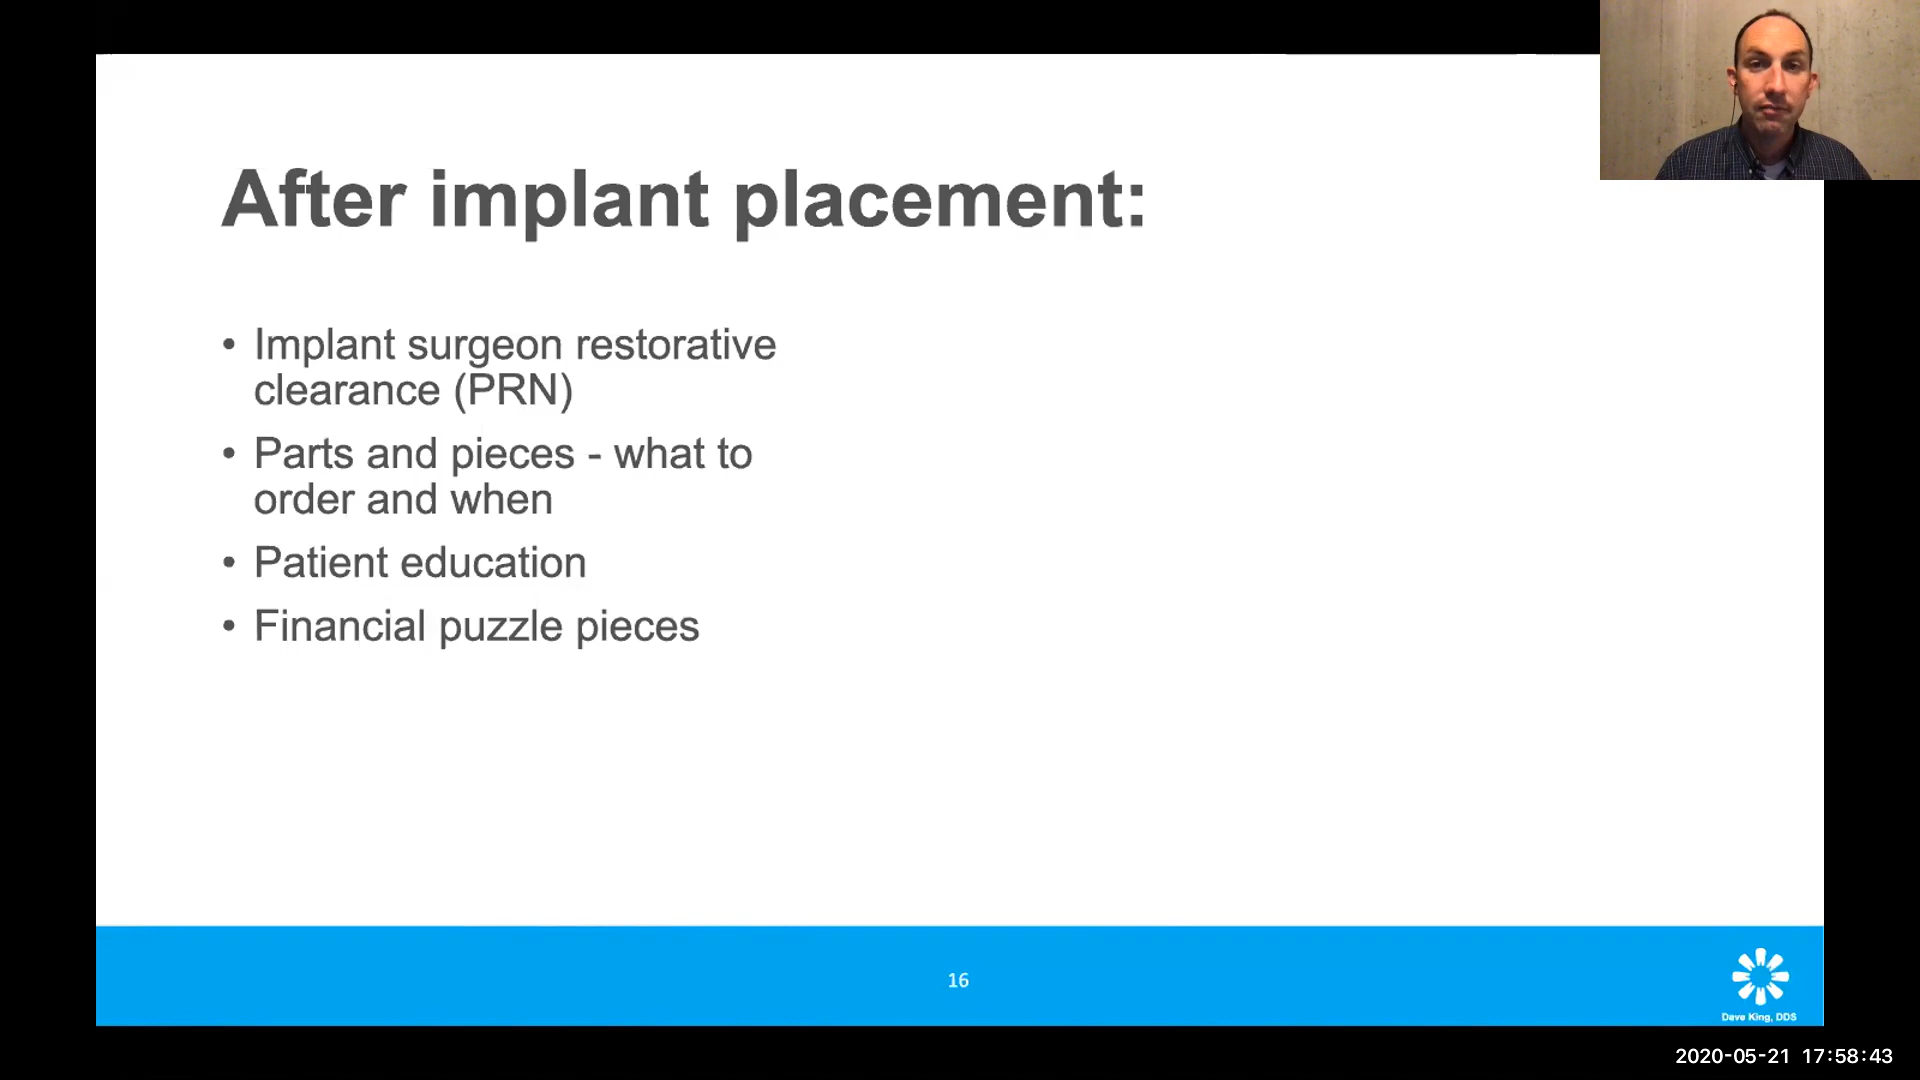 After implant placement:
• Implant surgeon restorative
clearance (PRN)
• Parts and pieces - what to
order and when
• Patient education
• Financial puzzle pieces
16
Dave King, DDS
2020-05-21 17:58:43